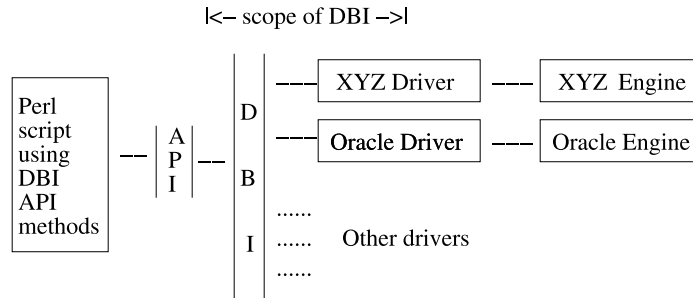 |<– scope of DBI –>|
Perl
script
using
DBI
API
methods
A
P
I
D
B
I
XYZ Driver
XYZ Engine
Oracle Driver
Oracle Engine
......
......
......
Other drivers